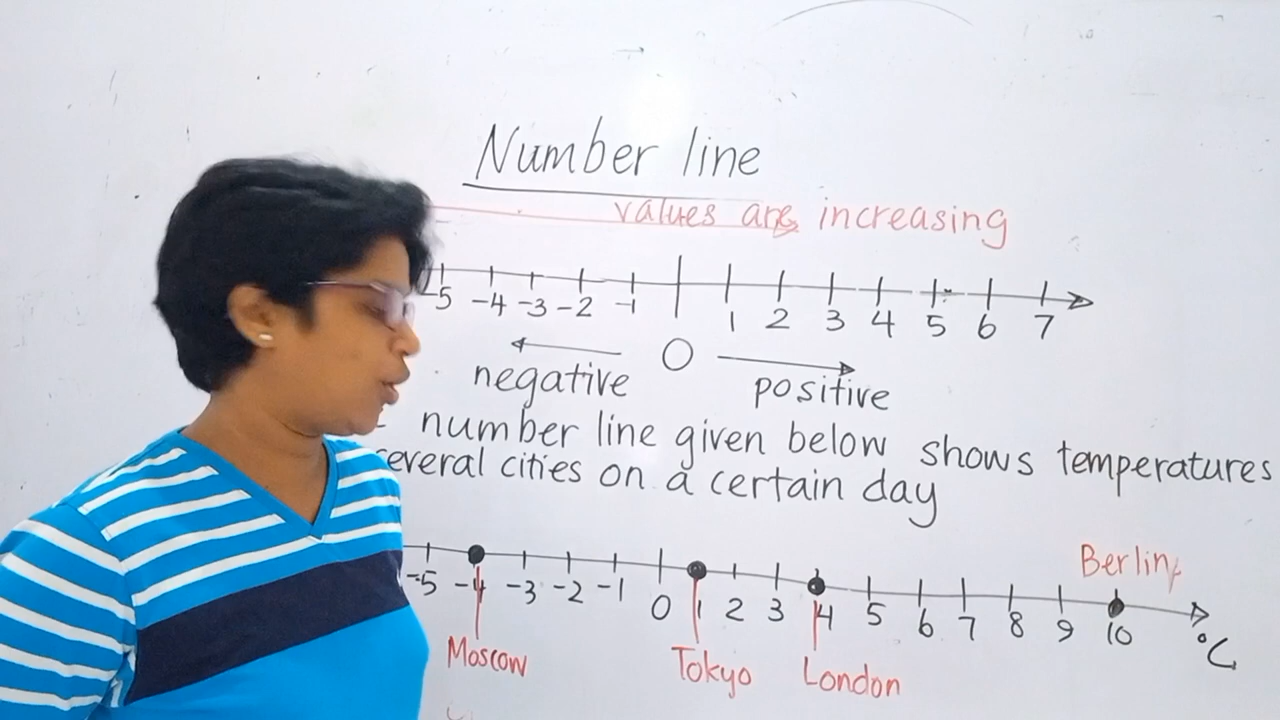 Number line
values are increasing
-5 -4 -3 -2 -1 1 2 3 4 5 6 7
0
negative positive
number line given below shows temperatures
several cities on a certain day
Berlin
-5 -4 -3 -2 -1 0 1 2 3 4 5 6 7 8 9 10 °C
Moscow Tokyo London